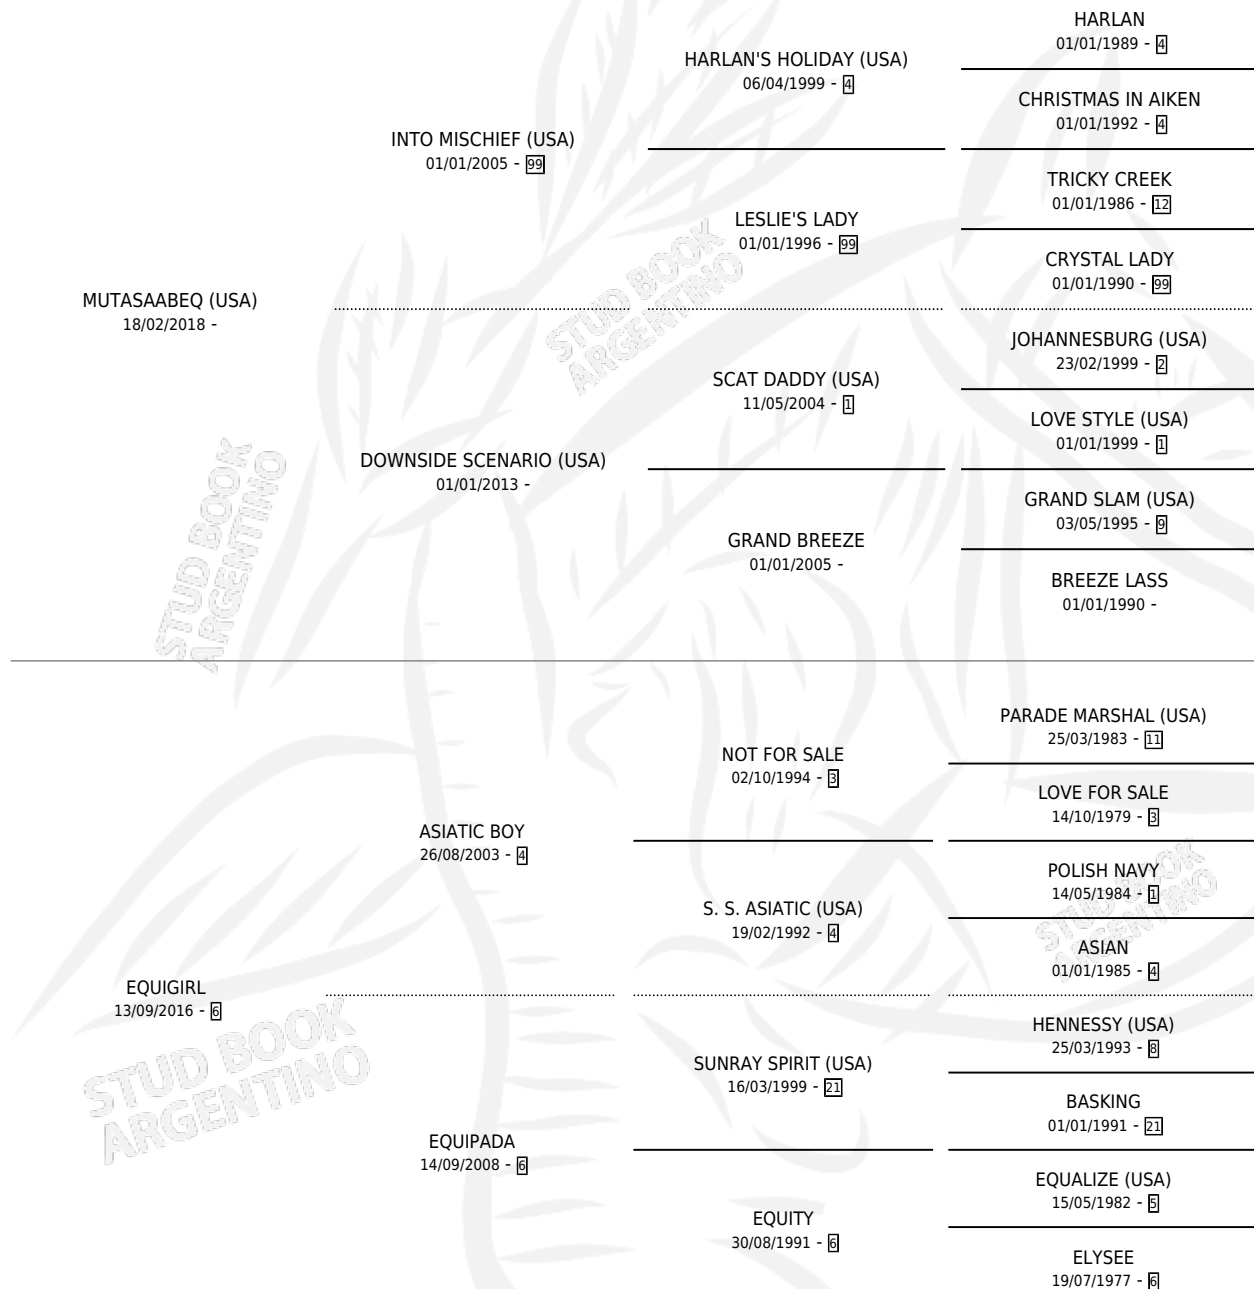 HARLAN
01/01/1989 - 4
HARLAN'S HOLIDAY (USA)
06/04/1999 - 4
CHRISTMAS IN AIKEN
01/01/1992 - 4
INTO MISCHIEF (USA)
01/01/2005 - 99
TRICKY CREEK
01/01/1986 - 12
LESLIE'S LADY
01/01/1996 - 99
CRYSTAL LADY
01/01/1990 - 99
MUTASAABEQ (USA)
18/02/2018 -
STUD BOOK
ARGENTINO
JOHANNESBURG (USA)
23/02/1999 - 2
SCAT DADDY (USA)
11/05/2004 - 1
LOVE STYLE (USA)
01/01/1999 - 1
DOWNSIDE SCENARIO (USA)
01/01/2013 -
GRAND SLAM (USA)
03/05/1995 - 9
GRAND BREEZE
01/01/2005 -
BREEZE LASS
01/01/1990 -
STUD BOOK
ARGENTINO
PARADE MARSHAL (USA)
25/03/1983 - 11
NOT FOR SALE
02/10/1994 - 3
LOVE FOR SALE
14/10/1979 - 3
ASIATIC BOY
26/08/2003 - 4
POLISH NAVY
14/05/1984 - 1
S. S. ASIATIC (USA)
19/02/1992 - 4
STUD BOOK
ARGENTINO
ASIAN
01/01/1985 - 4
EQUIGIRL
13/09/2016 - 6
HENNESSY (USA)
25/03/1993 - 8
SUNRAY SPIRIT (USA)
16/03/1999 - 21
STUD BOOK
ARGENTINO
BASKING
01/01/1991 - 21
EQUIPADA
14/09/2008 - 6
EQUALIZE (USA)
15/05/1982 - 5
EQUITY
30/08/1991 - 6
ELYSEE
19/07/1977 - 6